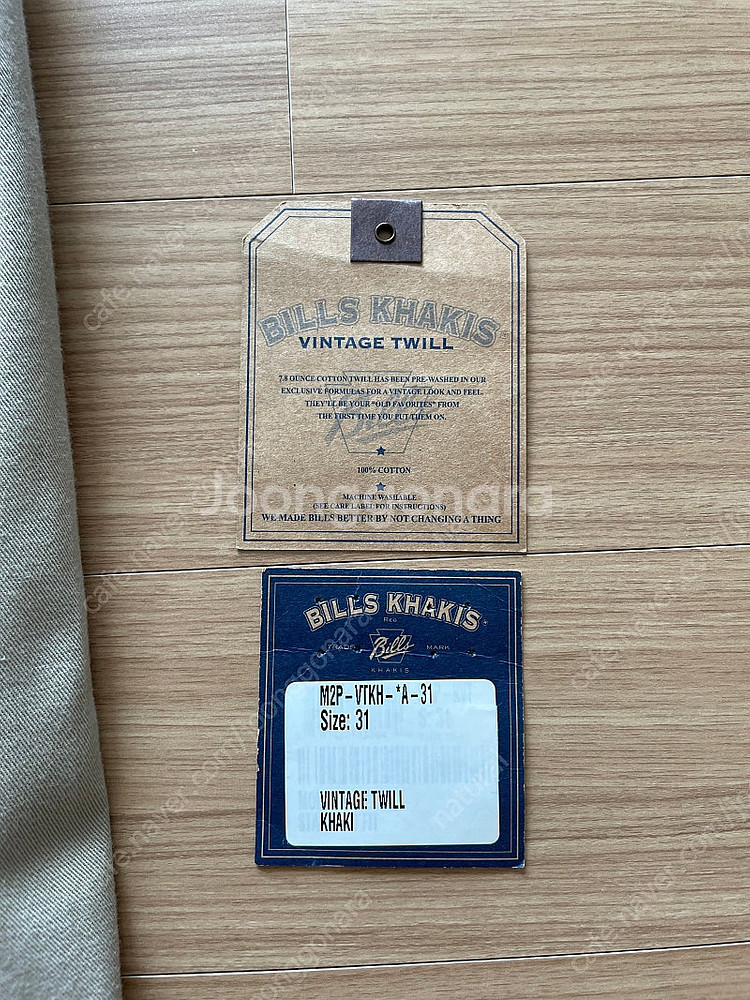 BILLS KHAKIS
VINTAGE TWILL
7.8 OUNCE COTTON TWILL HAS BEEN PRE-WASHED IN OUR
EXCLUSIVE FORMULAS FOR A VINTAGE LOOK AND FEEL.
THEY'LL BE YOUR "OLD FAVORITES" FROM
THE FIRST TIME YOU PUT THEM ON.
Bills
100% COTTON
MACHINE WASHABLE
(SEE CARE LABEL FOR INSTRUCTIONS)
WE MADE BILLS BETTER BY NOT CHANGING A THING
Joongonara
BILLS KHAKIS
REG
TRADE Bills MARK
KHAKIS
M2P-VTKH-*A-31
Size: 31
VINTAGE TWILL
KHAKI